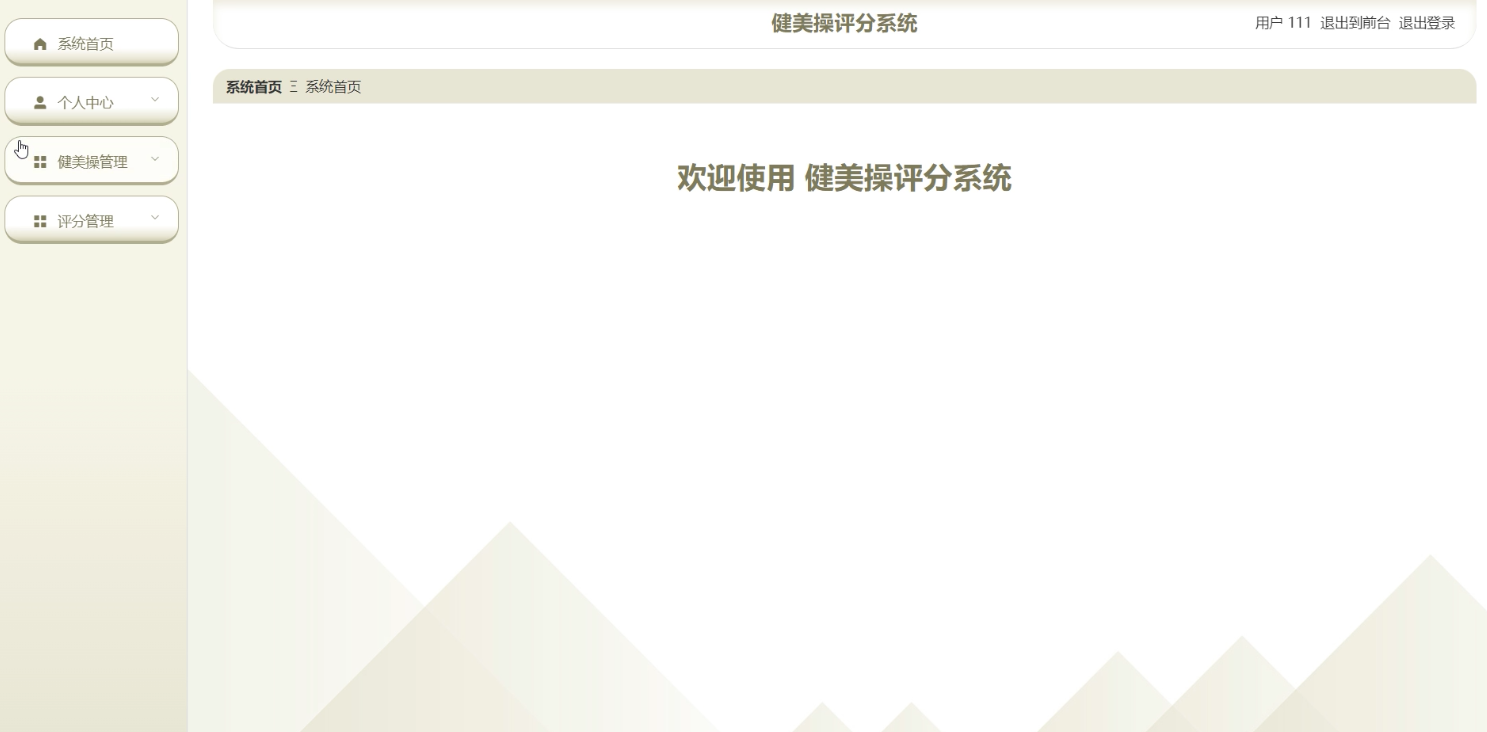 系统首页
个人中心
健美操管理
评分管理
健美操评分系统
用户 111 退出到前台 退出登录
系统首页 Ξ 系统首页
欢迎使用 健美操评分系统